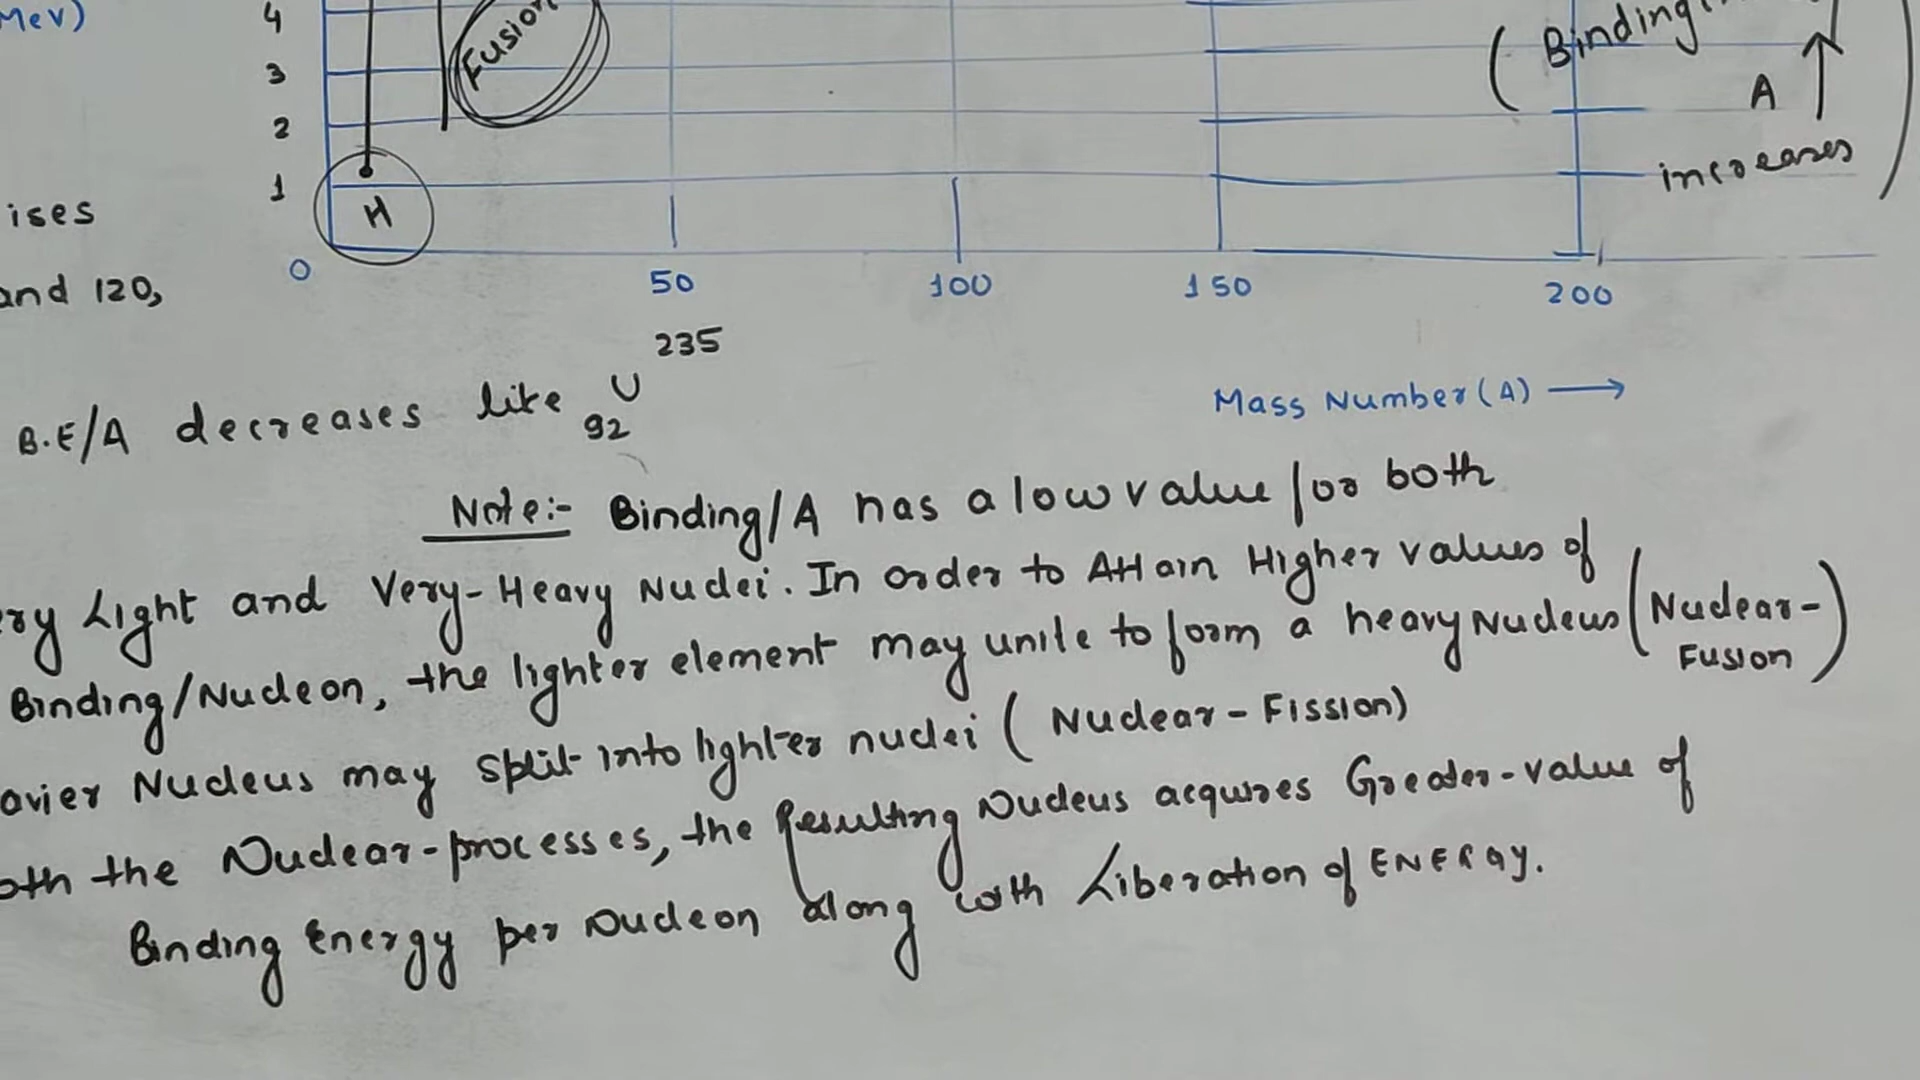 MeV)
4
3
2
1
Fusion
H
0
50
100
150
200
Mass Number (A) →
(Binding
A ↑
increases)
ises
and 120,
B.E/A decreases like 92 U 235
Note:- Binding/A has a low value for both
ery Light and Very-Heavy Nuclei. In order to Attain Higher values of
Binding/Nucleon, the lighter element may unite to form a heavy Nucleus (Nuclear-
Fusion)
avier Nucleus may split into lighter nuclei (Nuclear-Fission)
oth the Nuclear-processes, the Resulting Nucleus acquires Greater-value of
Binding Energy per Nucleon along with Liberation of ENERGY.